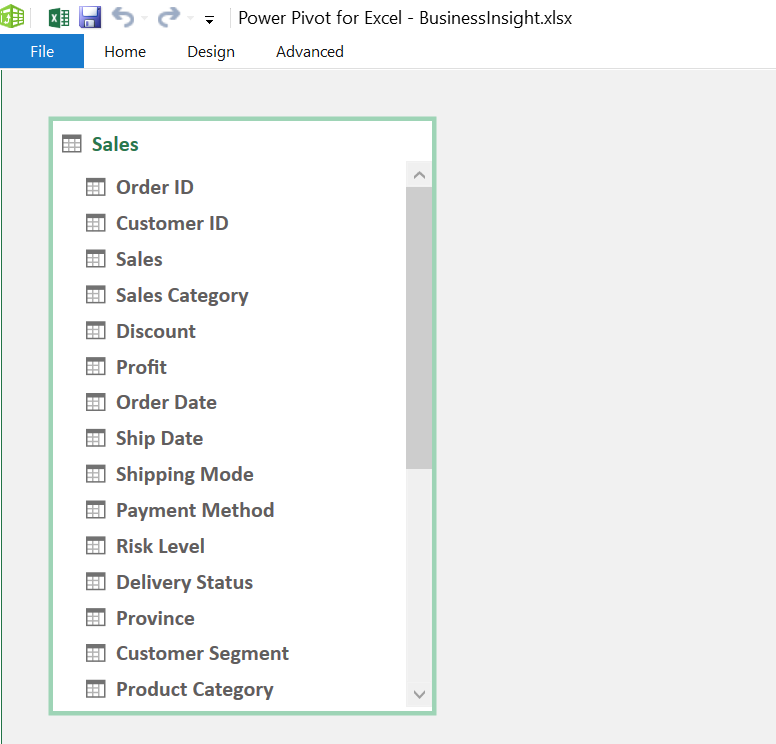 Power Pivot for Excel - BusinessInsight.xlsx
File Home Design Advanced
Sales
Order ID
Customer ID
Sales
Sales Category
Discount
Profit
Order Date
Ship Date
Shipping Mode
Payment Method
Risk Level
Delivery Status
Province
Customer Segment
Product Category